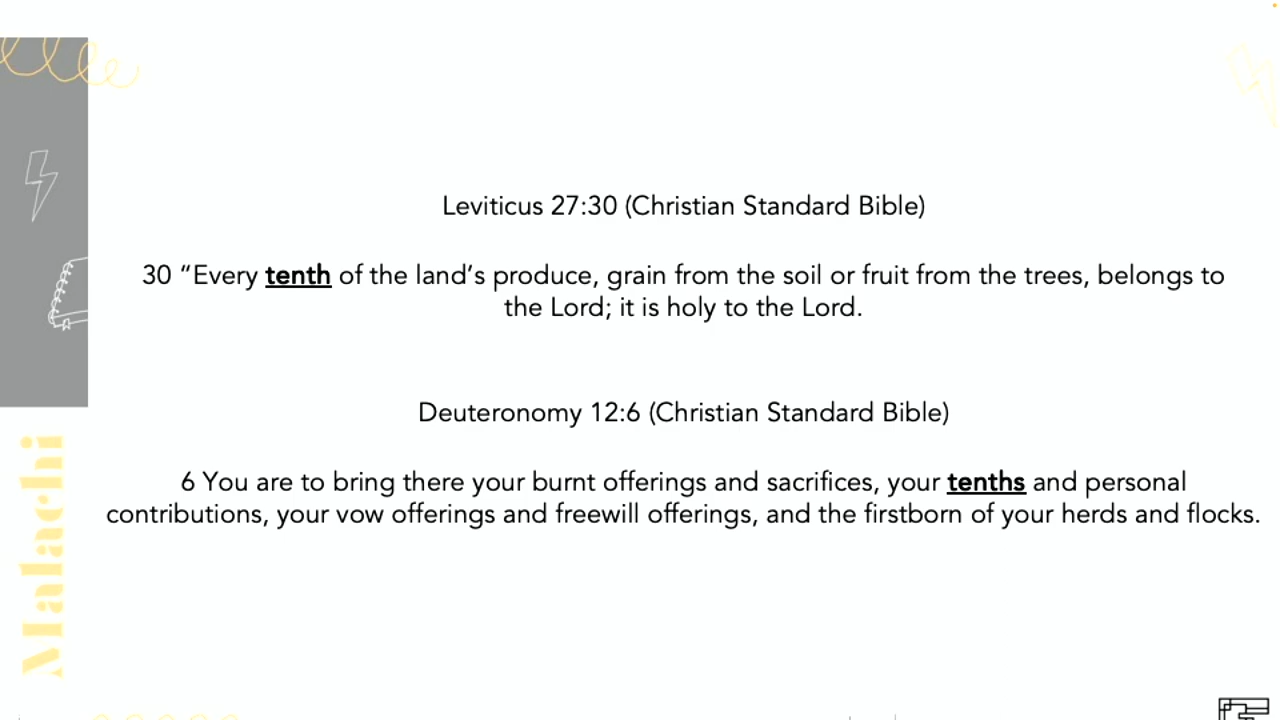 Leviticus 27:30 (Christian Standard Bible)
30 “Every tenth of the land’s produce, grain from the soil or fruit from the trees, belongs to
the Lord; it is holy to the Lord.
Deuteronomy 12:6 (Christian Standard Bible)
6 You are to bring there your burnt offerings and sacrifices, your tenths and personal
contributions, your vow offerings and freewill offerings, and the firstborn of your herds and flocks.
Malachi